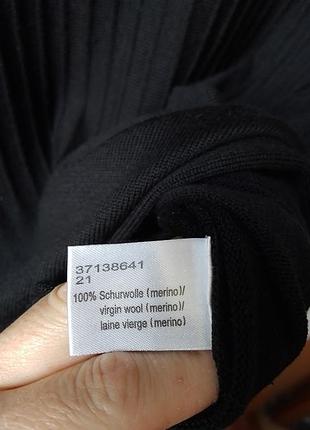 37138641
21
100% Schurwolle (merino)/
virgin wool (merino)/
laine vierge (merino)